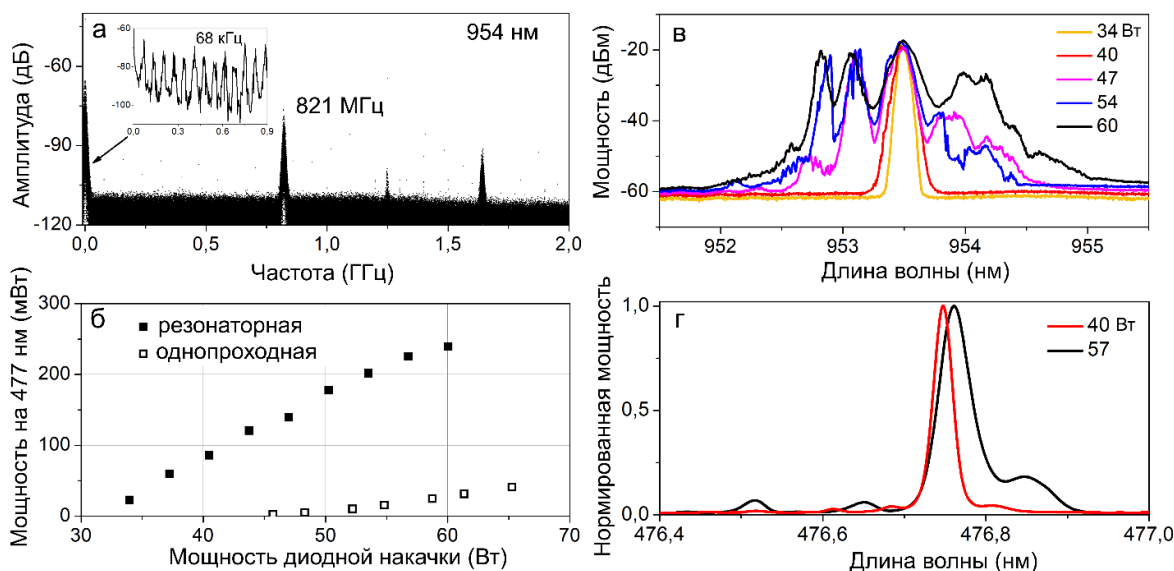 а
954 нм
68 кГц
-60
-80
-100
0.0 0.3 0.6 0.9
821 МГц
Амплитуда (дБ)
-60
-90
-120
0,0 0,5 1,0 1,5 2,0
Частота (ГГц)
в
34 Вт
40
47
54
60
Мощность (дБм)
-20
-40
-60
952 953 954 955
Длина волны (нм)
б
резонаторная
однопроходная
Мощность на 477 нм (мВт)
300
200
100
0
30 40 50 60 70
Мощность диодной накачки (Вт)
г
40 Вт
57
Нормированная мощность
1,0
0,5
0,0
476,4 476,6 476,8 477,0
Длина волны (нм)